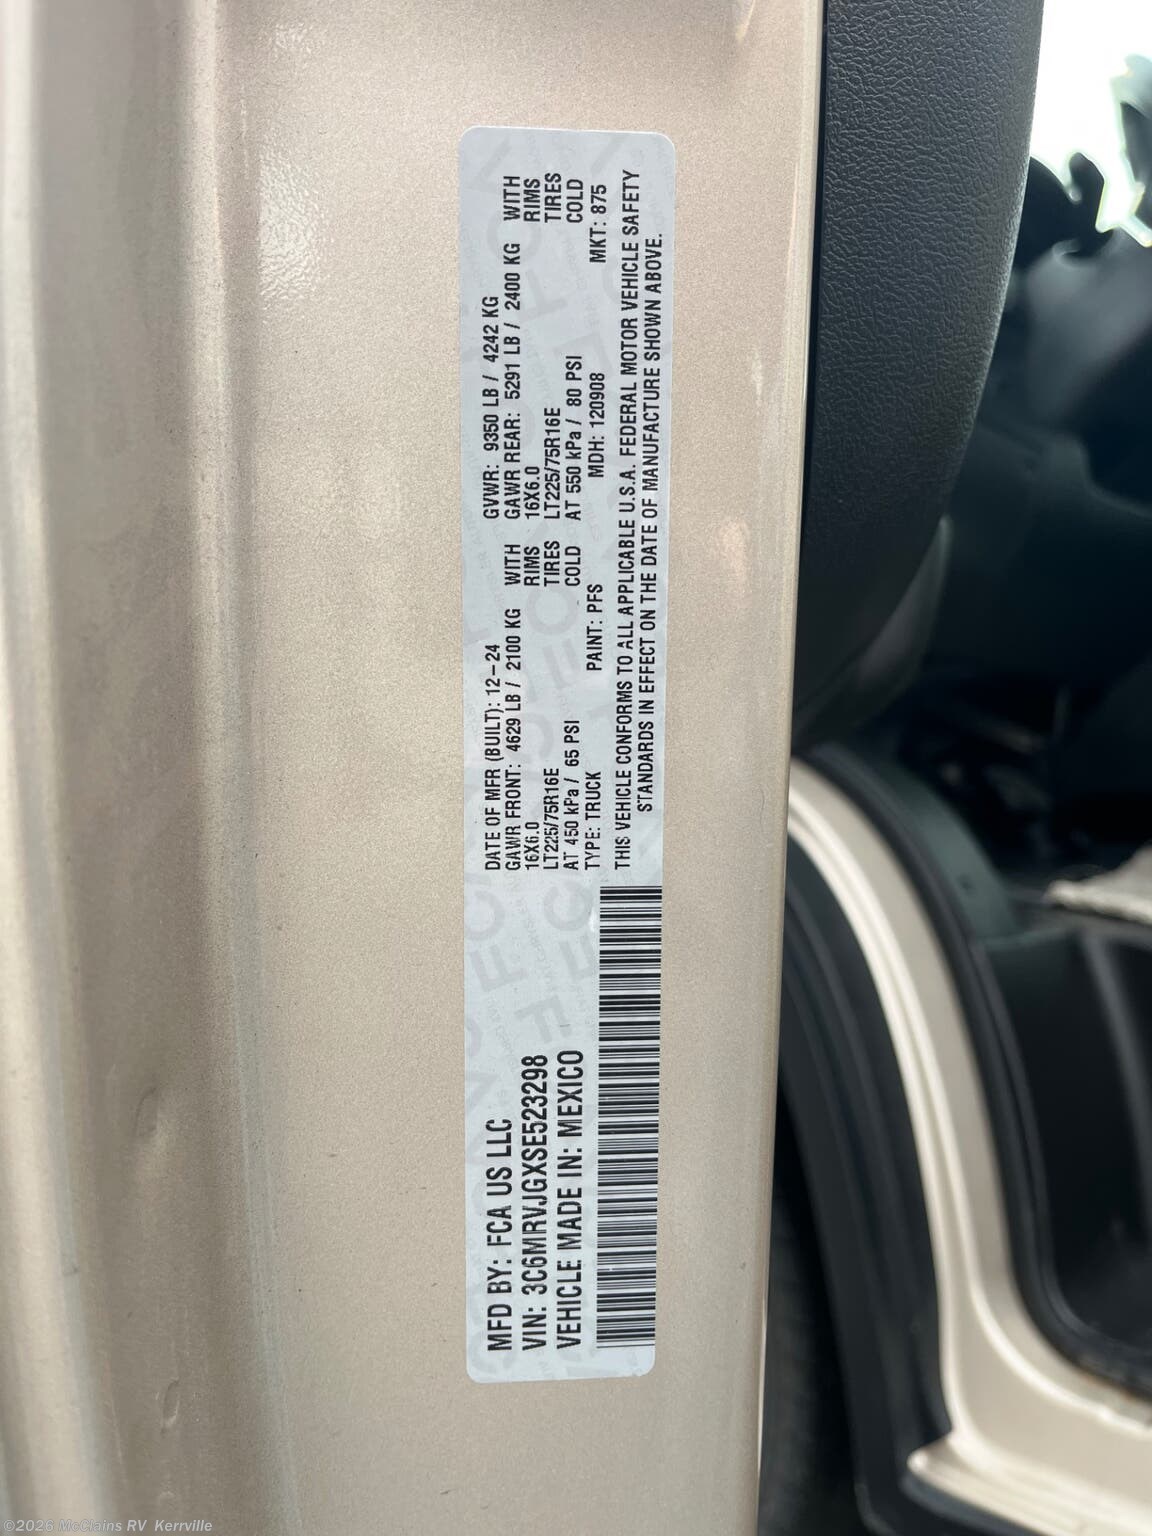 MFD BY: FCA US LLC
VIN: 3C6MRVJGXSE523298
VEHICLE MADE IN: MEXICO
DATE OF MFR (BUILT): 12-24 GVWR: 9350 LB / 4242 KG
GAWR FRONT: 4629 LB / 2100 KG WITH GAWR REAR: 5291 LB / 2400 KG WITH
16X6.0 RIMS 16X6.0 RIMS
LT225/75R16E TIRES LT225/75R16E TIRES
AT 450 kPa / 65 PSI COLD AT 550 kPa / 80 PSI COLD
TYPE: TRUCK PAINT: PFS MDH: 120908 MKT: 875
THIS VEHICLE CONFORMS TO ALL APPLICABLE U.S.A. FEDERAL MOTOR VEHICLE SAFETY
STANDARDS IN EFFECT ON THE DATE OF MANUFACTURE SHOWN ABOVE.
©2026 McClains RV Kerrville